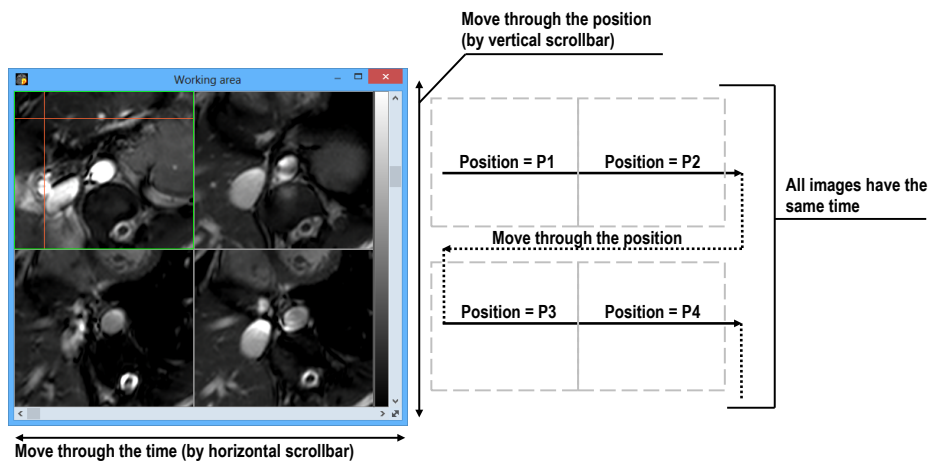 Move through the position
(by vertical scrollbar)
Working area
Position = P1
Position = P2
All images have the
same time
Move through the position
Position = P3
Position = P4
Move through the time (by horizontal scrollbar)